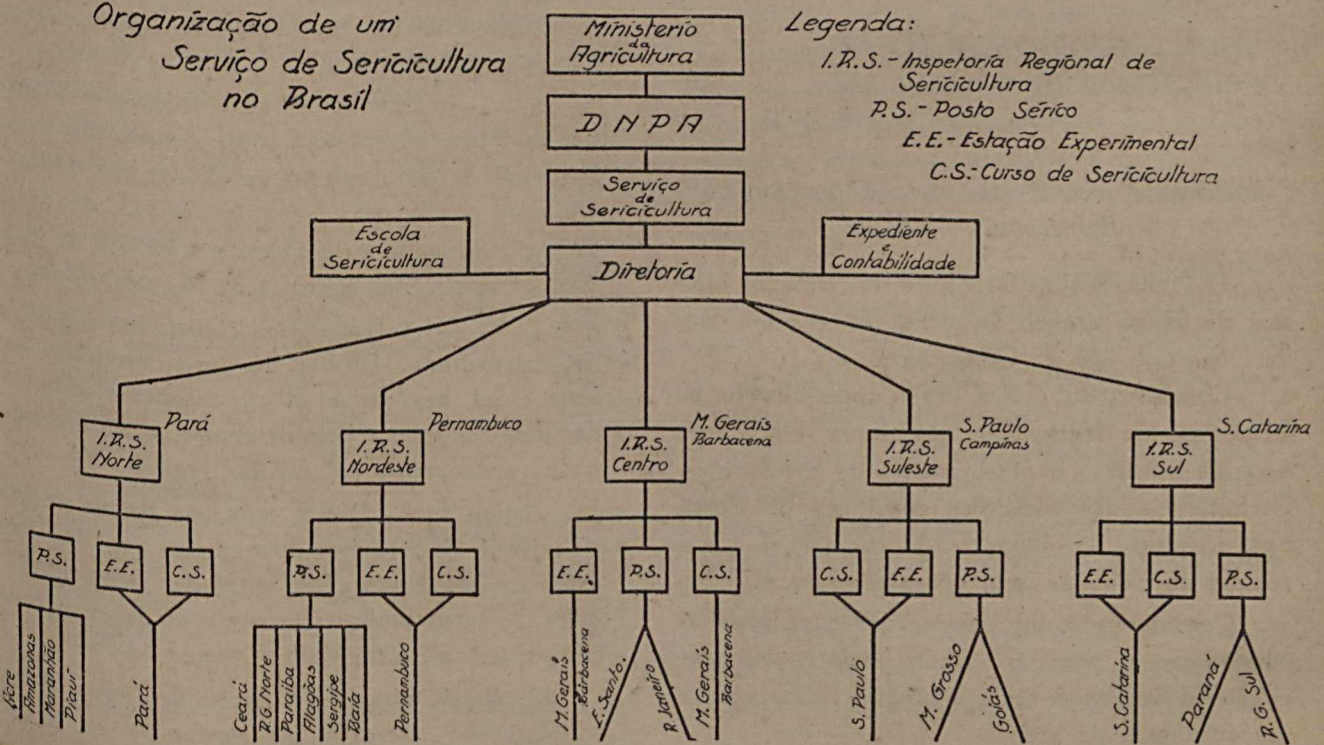 Organização de um
Serviço de Sericicultura
no Brasil
Ministerio
da
Agricultura
D N P A
Serviço
de
Sericicultura
Legenda:
I.R.S. - Inspetoria Regional de
Sericicultura
P.S. - Posto Sérico
E.E. - Estação Experimental
C.S. - Curso de Sericicultura
Escola
de
Sericicultura
Diretoria
Expediente
e
Contabilidade
I.R.S.
Norte
Pará
I.R.S.
Nordeste
Pernambuco
I.R.S.
Centro
M. Gerais
Barbacena
I.R.S.
Suleste
S. Paulo
Campinas
I.R.S.
Sul
S. Catarina
P.S.
E.E.
C.S.
P.S.
E.E.
C.S.
E.E.
P.S.
C.S.
C.S.
E.E.
P.S.
E.E.
C.S.
P.S.
Acre
Amazonas
Maranhão
Piauí
Pará
Ceará
R.G. Norte
Paraiba
Alagôas
Sergipe
Baía
Pernambuco
M. Gerais
Barbacena
E. Santo.
R. Janeiro
M. Gerais
Barbacena
S. Paulo
M. Grosso
Goiás
S. Catarina
Paraná
R. G. Sul